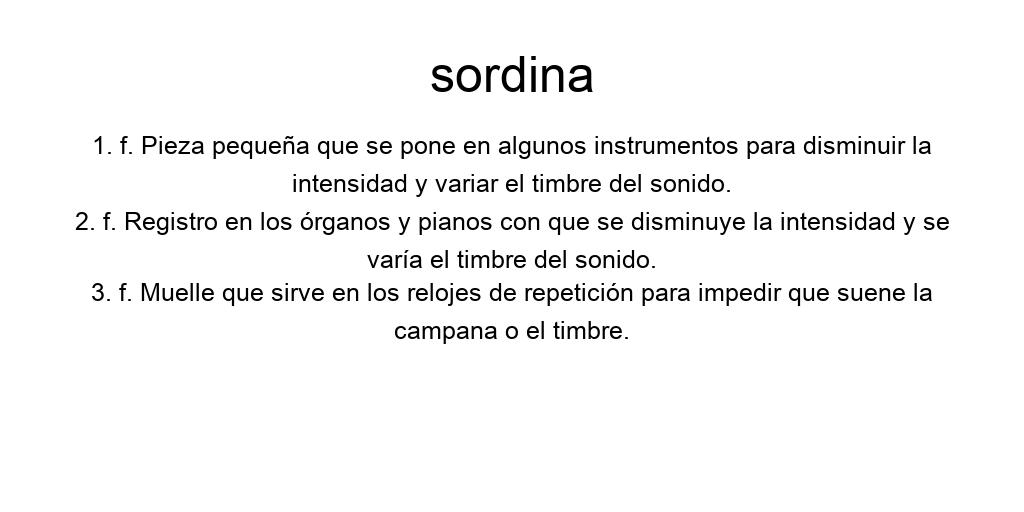 sordina
1. f. Pieza pequeña que se pone en algunos instrumentos para disminuir la
intensidad y variar el timbre del sonido.
2. f. Registro en los órganos y pianos con que se disminuye la intensidad y se
varía el timbre del sonido.
3. f. Muelle que sirve en los relojes de repetición para impedir que suene la
campana o el timbre.